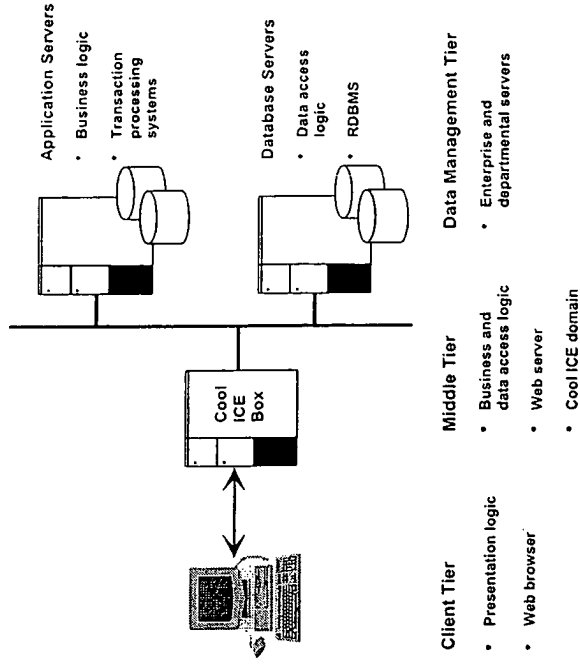 Application Servers
• Business logic
• Transaction
processing
systems
Database Servers
• Data access
logic
• RDBMS
Cool
ICE
Box
Client Tier
• Presentation logic
• Web browser
Middle Tier
• Business and
data access logic
• Web server
• Cool ICE domain
Data Management Tier
• Enterprise and
departmental servers